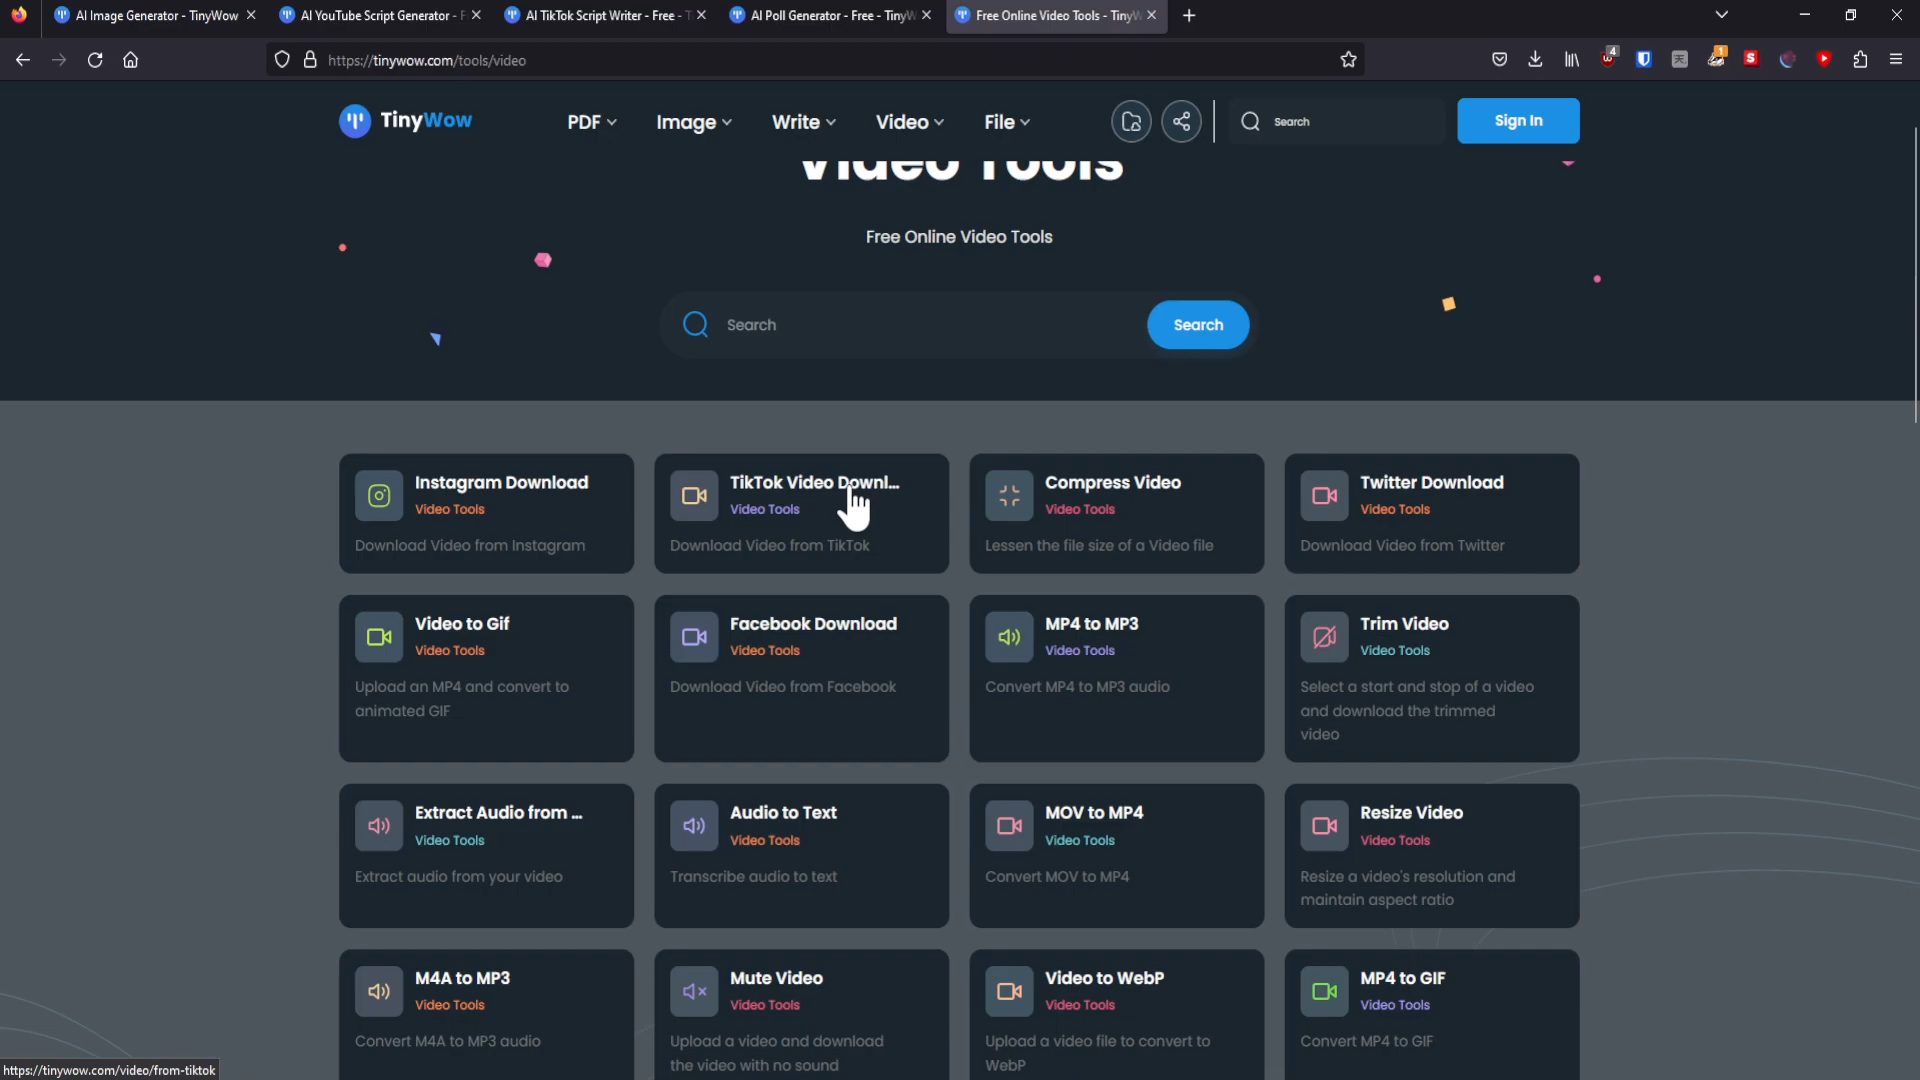 AI Image Generator - TinyWow
AI YouTube Script Generator - F
AI TikTok Script Writer - Free - T
AI Poll Generator - Free - TinyW
Free Online Video Tools - TinyW
https://tinywow.com/tools/video
4
1
TinyWow
PDF
Image
Write
Video
File
Search
Sign In
Video Tools
Free Online Video Tools
Search
Search
Instagram Download
Video Tools
Download Video from Instagram
TikTok Video Downl...
Video Tools
Download Video from TikTok
Compress Video
Video Tools
Lessen the file size of a Video file
Twitter Download
Video Tools
Download Video from Twitter
Video to Gif
Video Tools
Upload an MP4 and convert to
animated GIF
Facebook Download
Video Tools
Download Video from Facebook
MP4 to MP3
Video Tools
Convert MP4 to MP3 audio
Trim Video
Video Tools
Select a start and stop of a video
and download the trimmed
video
Extract Audio from ...
Video Tools
Extract audio from your video
Audio to Text
Video Tools
Transcribe audio to text
MOV to MP4
Video Tools
Convert MOV to MP4
Resize Video
Video Tools
Resize a video's resolution and
maintain aspect ratio
M4A to MP3
Video Tools
Convert M4A to MP3 audio
Mute Video
Video Tools
Upload a video and download
the video with no sound
Video to WebP
Video Tools
Upload a video file to convert to
WebP
MP4 to GIF
Video Tools
Convert MP4 to GIF
https://tinywow.com/video/from-tiktok